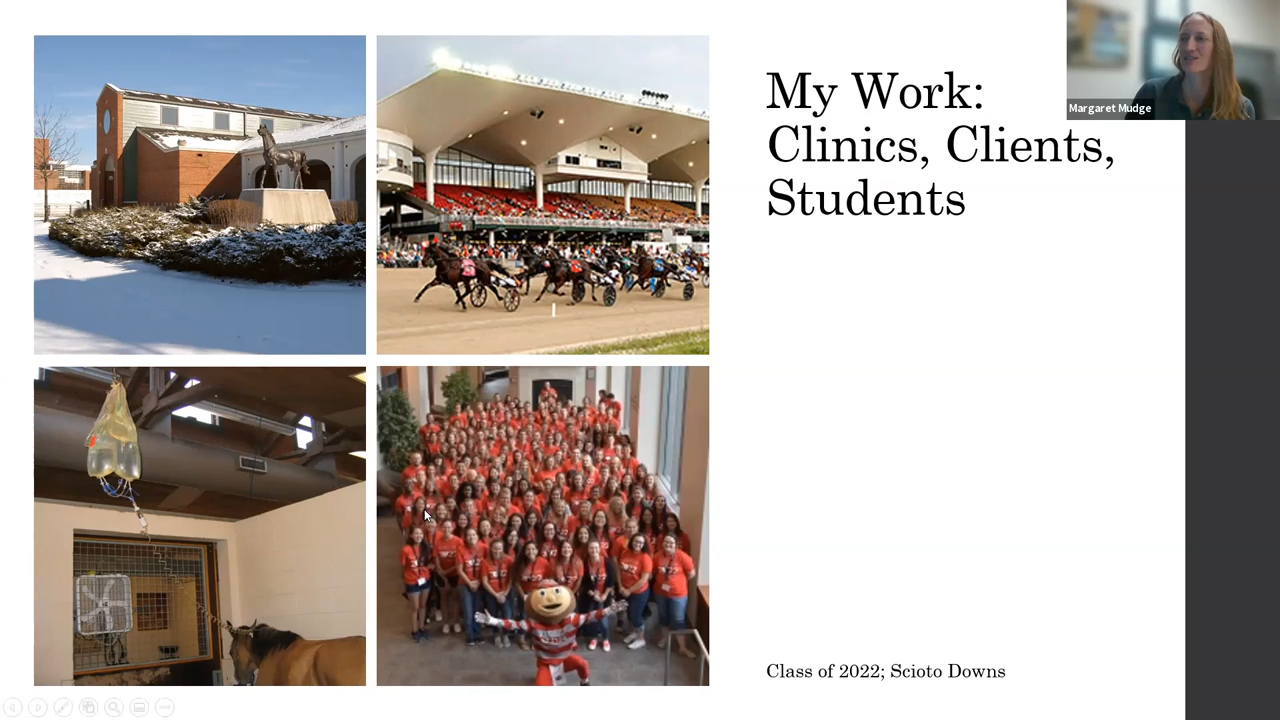 My Work:
Clinics, Clients,
Students
Margaret Mudge
Class of 2022; Scioto Downs